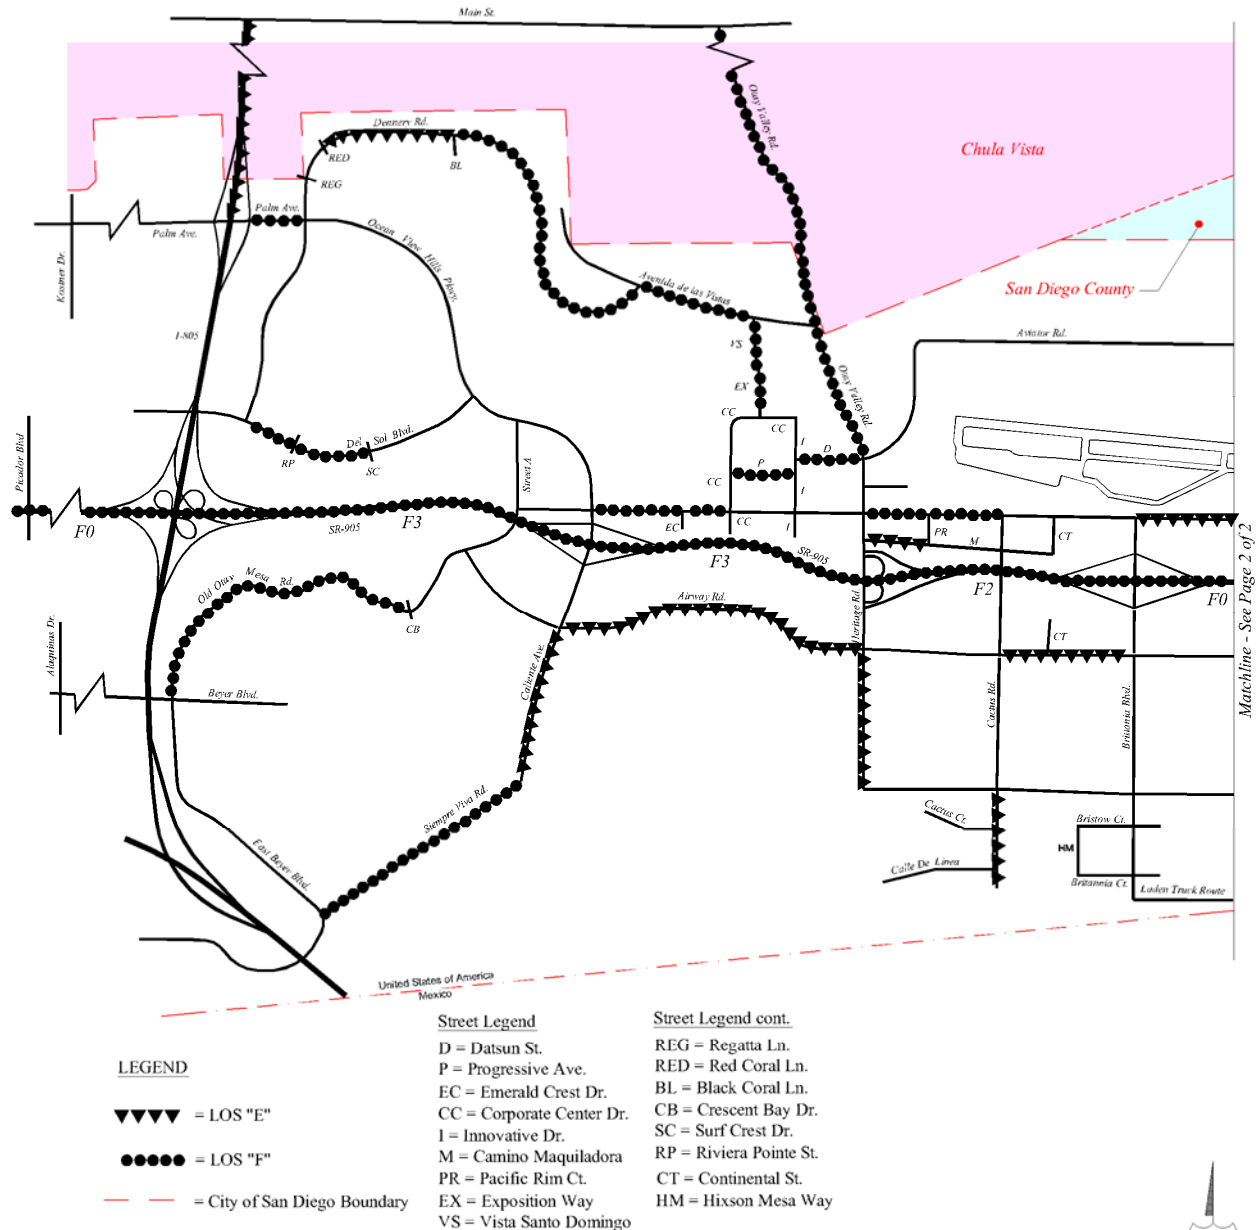 Main St.
Otay Valley Rd.
Chula Vista
Dennery Rd.
RED
BL
REG
Palm Ave.
Palm Ave.
Kostner Dr.
Ocean View Hills Pkwy.
Avenida de las Vistas
San Diego County
I-805
VS
Aviator Rd.
EX
Otay Valley Rd.
CC
CC
Picador Blvd
Del Sol Blvd.
RP
SC
I
D
P
Street A
CC
I
F0
SR-905
F3
EC
CC
I
PR
M
CT
F3
SR-905
F2
F0
Old Otay Mesa Rd.
CB
Airway Rd.
Heritage Rd.
CT
Matchline - See Page 2 of 2
Alaquinas Dr.
Beyer Blvd.
Caliente Ave.
Cactus Rd.
Brittania Blvd.
Siempre Viva Rd.
Cactus Ct.
Bristow Ct.
HM
East Beyer Blvd.
Calle De Linea
Britannia Ct.
Laden Truck Route
United States of America
Mexico
Street Legend
D = Datsun St.
P = Progressive Ave.
EC = Emerald Crest Dr.
CC = Corporate Center Dr.
I = Innovative Dr.
M = Camino Maquiladora
PR = Pacific Rim Ct.
EX = Exposition Way
VS = Vista Santo Domingo
Street Legend cont.
REG = Regatta Ln.
RED = Red Coral Ln.
BL = Black Coral Ln.
CB = Crescent Bay Dr.
SC = Surf Crest Dr.
RP = Riviera Pointe St.
CT = Continental St.
HM = Hixson Mesa Way
LEGEND
= LOS "E"
= LOS "F"
= City of San Diego Boundary